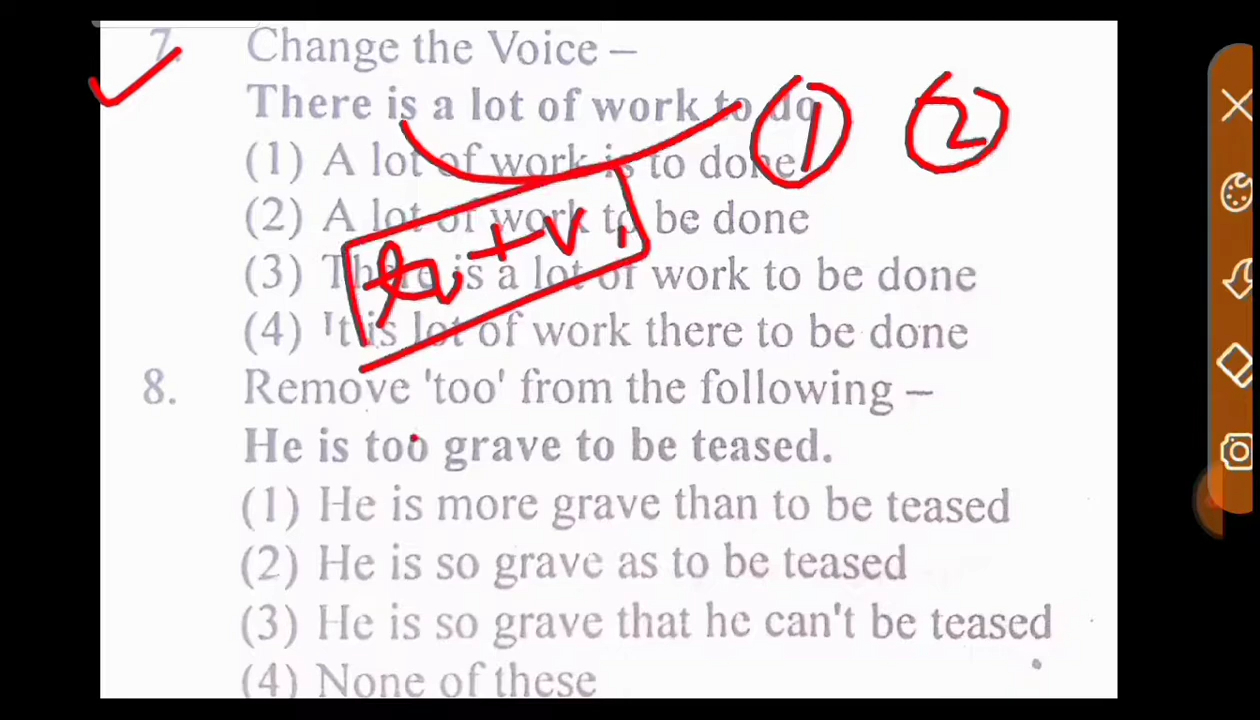 7. Change the Voice –
There is a lot of work to do
(1) A lot of work is to done
(2) A lot of work to be done
(3) There is a lot of work to be done
(4) It is lot of work there to be done
8. Remove 'too' from the following –
He is too grave to be teased.
(1) He is more grave than to be teased
(2) He is so grave as to be teased
(3) He is so grave that he can't be teased
(4) None of these
1 2
+ V1